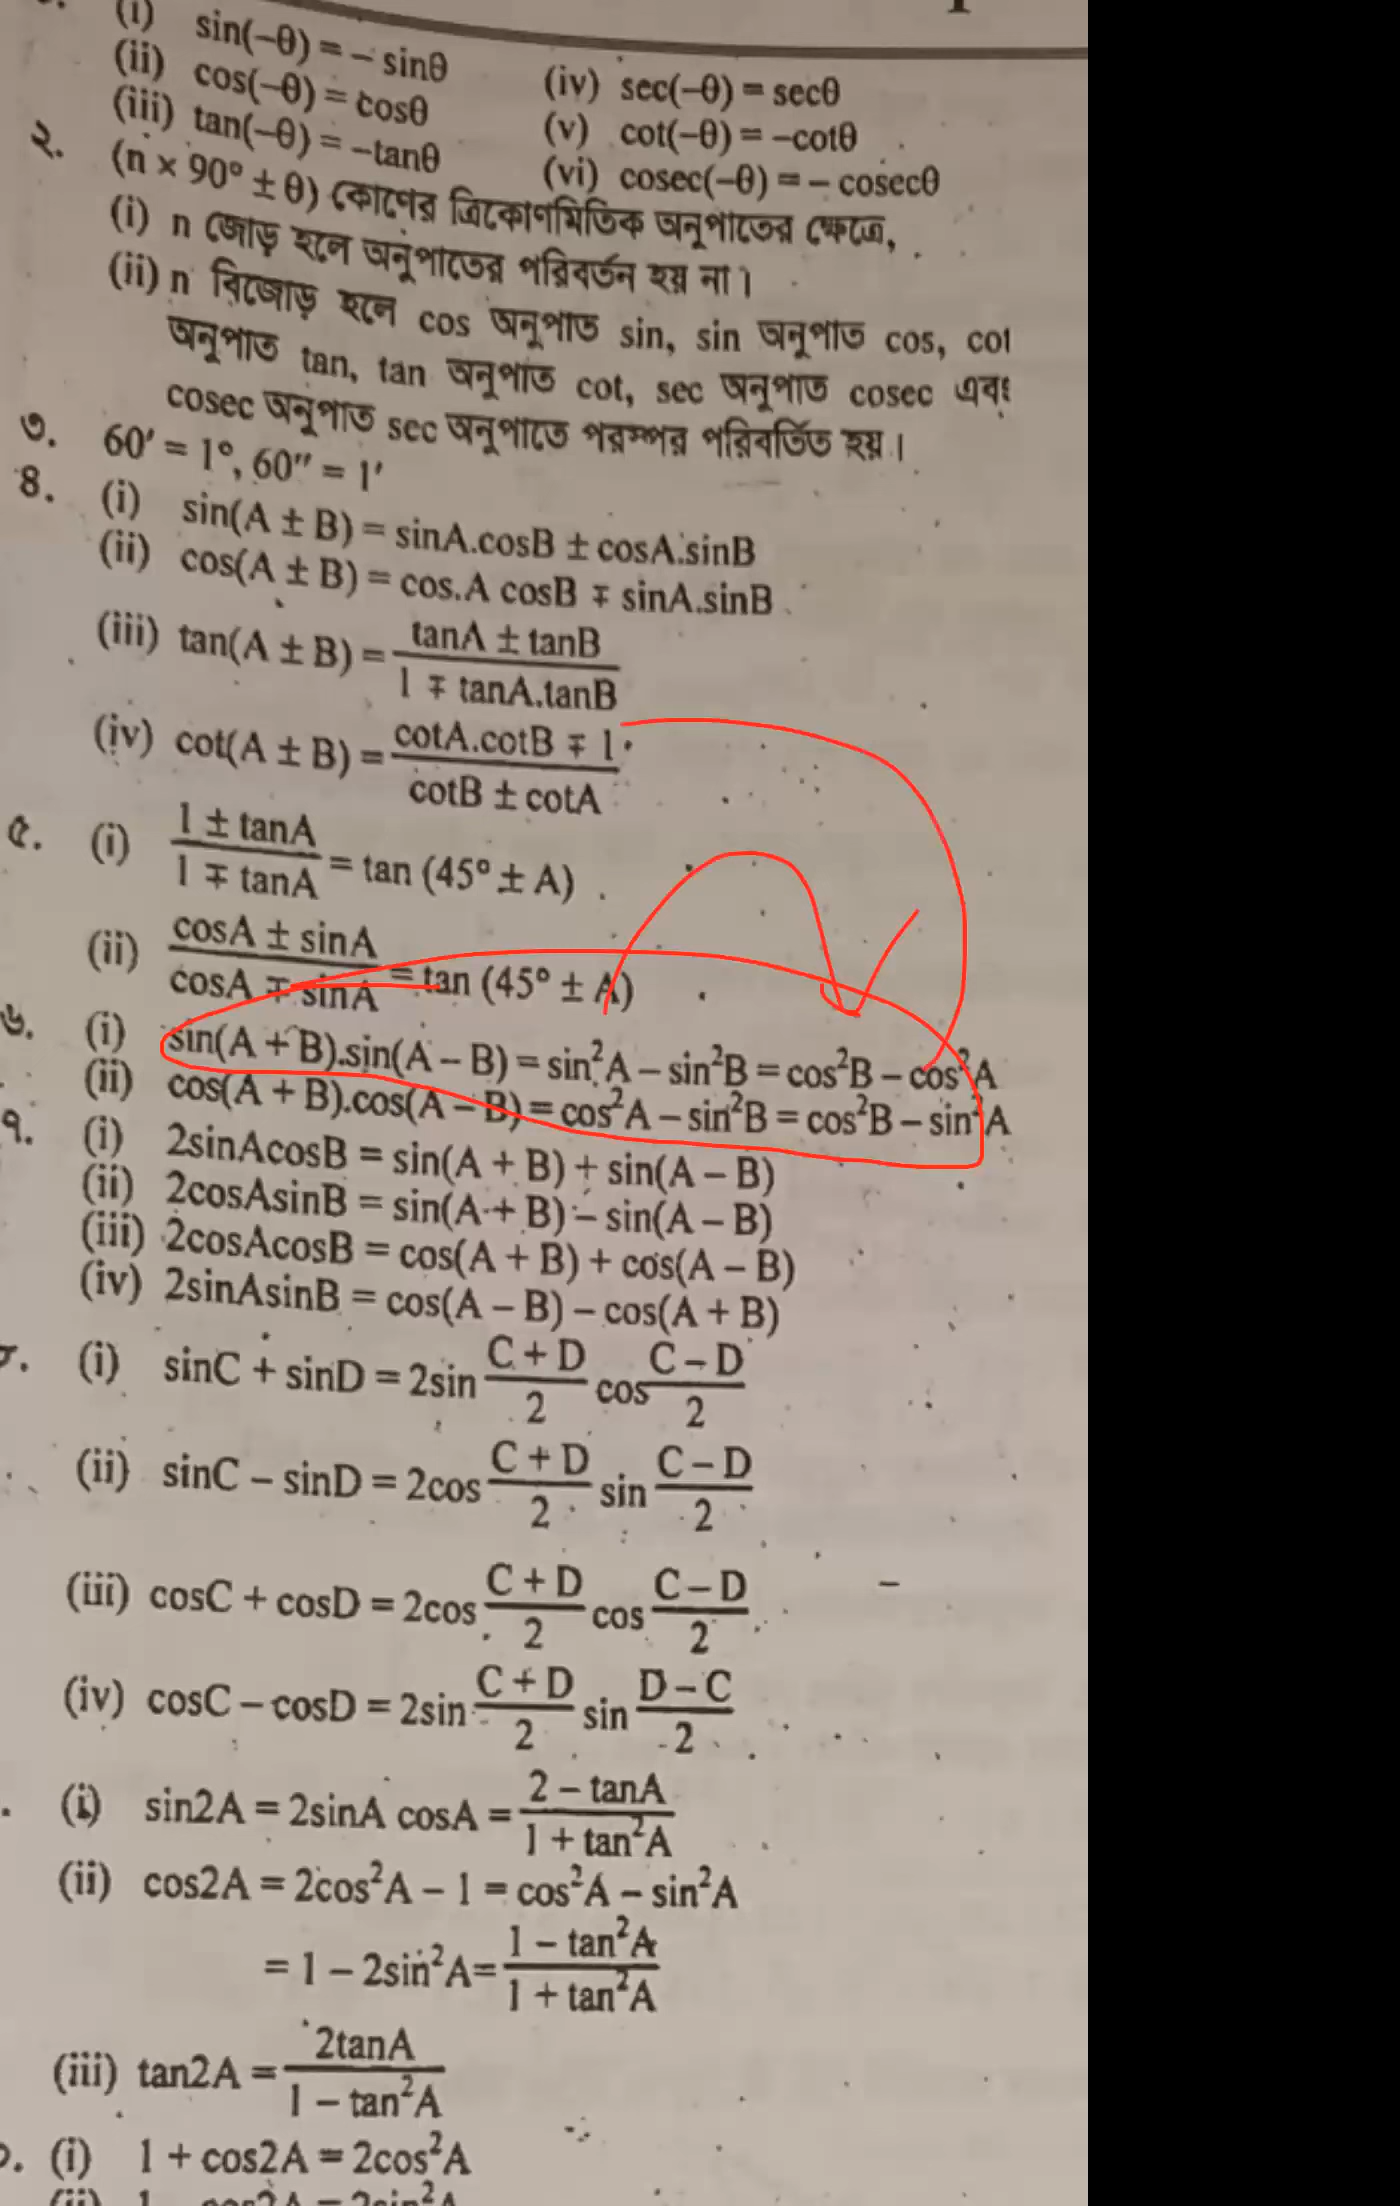 (i) sin(−θ) = − sinθ
(ii) cos(−θ) = cosθ
(iii) tan(−θ) = −tanθ
(iv) sec(−θ) = secθ
(v) cot(−θ) = −cotθ
(vi) cosec(−θ) = − cosecθ
২. (n × 90° ± θ) কোণের ত্রিকোণমিতিক অনুপাতের ক্ষেত্রে,
(i) n জোড় হলে অনুপাতের পরিবর্তন হয় না।
(ii) n বিজোড় হলে cos অনুপাত sin, sin অনুপাত cos, cot
অনুপাত tan, tan অনুপাত cot, sec অনুপাত cosec এবং
cosec অনুপাত sec অনুপাতে পরস্পর পরিবর্তিত হয়।
৩. 60′ = 1°, 60″ = 1′
৪. (i) sin(A ± B) = sinA.cosB ± cosA.sinB
(ii) cos(A ± B) = cos.A cosB ∓ sinA.sinB
(iii) tan(A ± B) = (tanA ± tanB)/(1 ∓ tanA.tanB)
(iv) cot(A ± B) = (cotA.cotB ∓ 1)/(cotB ± cotA)
৫. (i) (1 ± tanA)/(1 ∓ tanA) = tan (45° ± A)
(ii) (cosA ± sinA)/(cosA ∓ sinA) = tan (45° ± A)
৬. (i) sin(A + B).sin(A − B) = sin²A − sin²B = cos²B − cos²A
(ii) cos(A + B).cos(A − B) = cos²A − sin²B = cos²B − sin²A
৭. (i) 2sinAcosB = sin(A + B) + sin(A − B)
(ii) 2cosAsinB = sin(A + B) − sin(A − B)
(iii) 2cosAcosB = cos(A + B) + cos(A − B)
(iv) 2sinAsinB = cos(A − B) − cos(A + B)
৮. (i) sinC + sinD = 2sin (C + D)/2 cos (C − D)/2
(ii) sinC − sinD = 2cos (C + D)/2 sin (C − D)/2
(iii) cosC + cosD = 2cos (C + D)/2 cos (C − D)/2
(iv) cosC − cosD = 2sin (C + D)/2 sin (D − C)/2
(i) sin2A = 2sinA cosA = (2 − tanA)/(1 + tan²A)
(ii) cos2A = 2cos²A − 1 = cos²A − sin²A
= 1 − 2sin²A = (1 − tan²A)/(1 + tan²A)
(iii) tan2A = 2tanA/(1 − tan²A)
(i) 1 + cos2A = 2cos²A